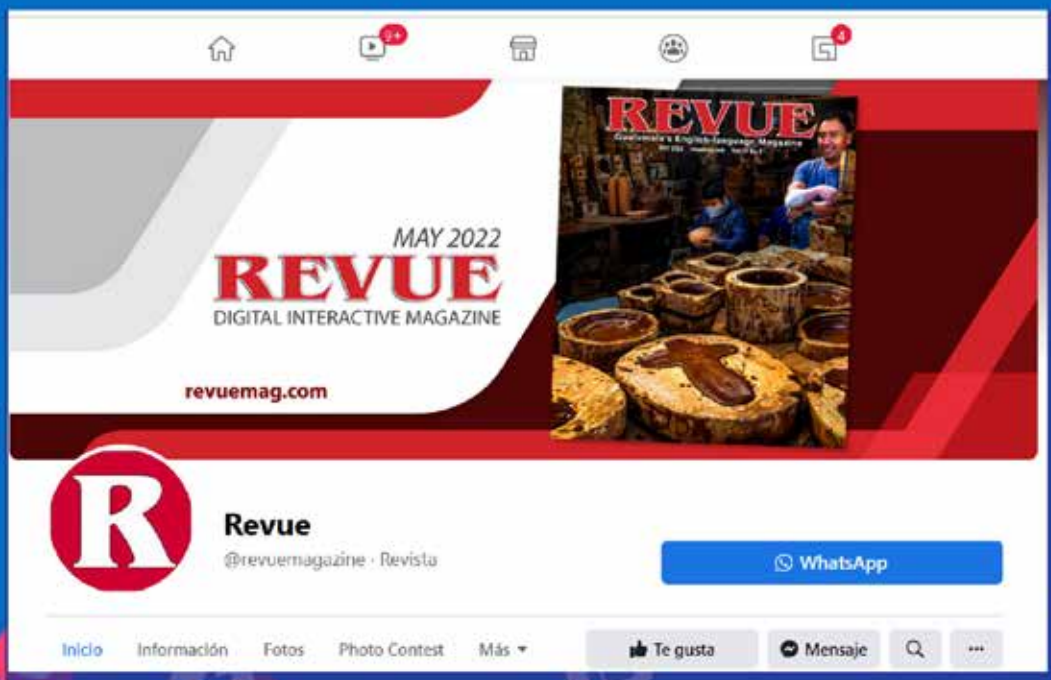 9+
4
REVUE
Guatemala's English-language Magazine
MAY 2022
REVUE
DIGITAL INTERACTIVE MAGAZINE
revuemag.com
R
Revue
@revuemagazine · Revista
WhatsApp
Inicio
Información
Fotos
Photo Contest
Más
Te gusta
Mensaje